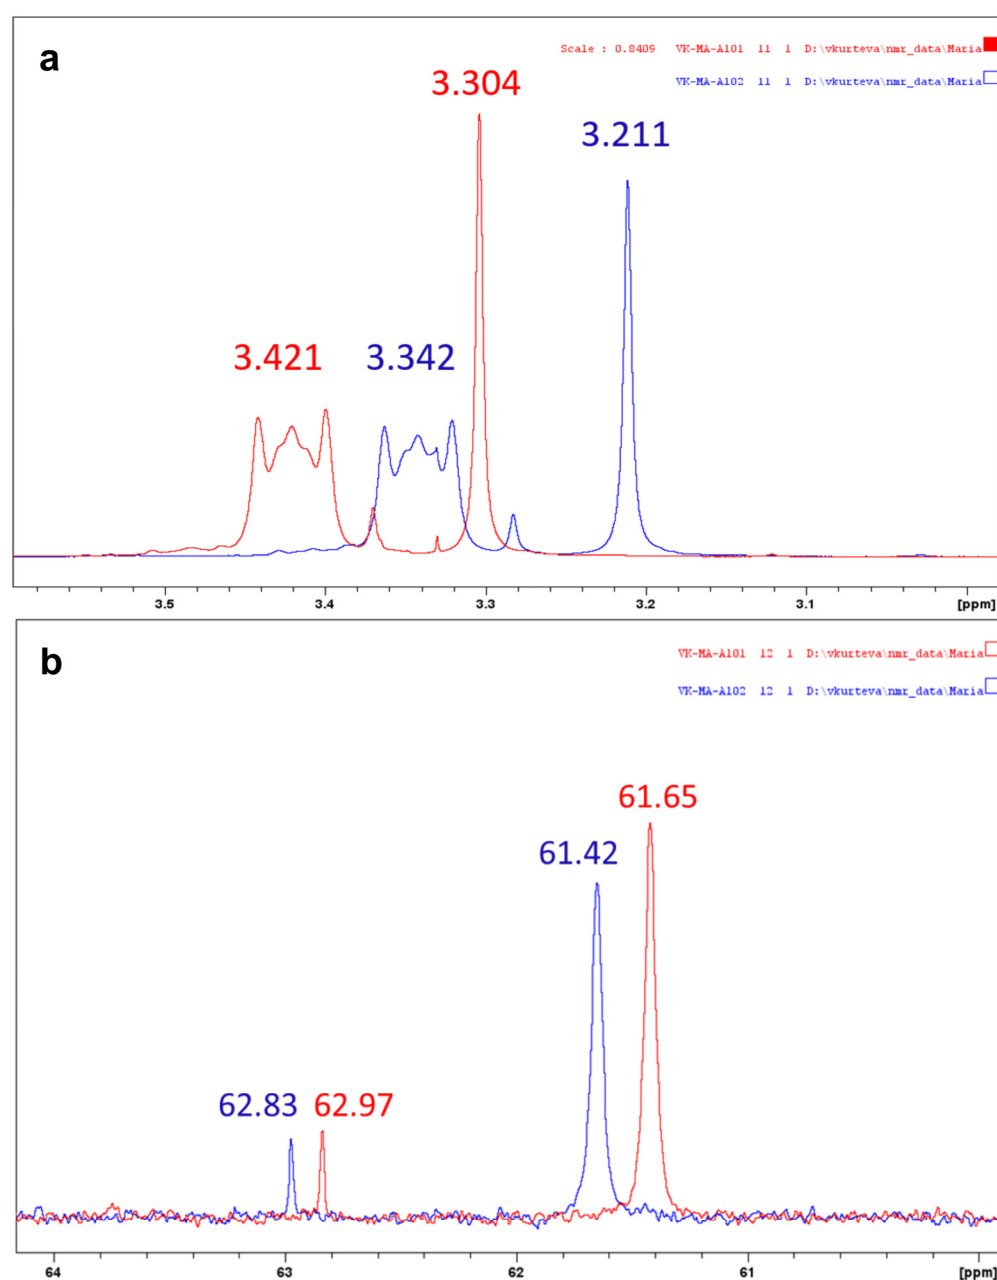 a
Scale : 0.8409 VK-MA-A101 11 1 D:\vkurteva\nmr_data\Maria
VK-MA-A102 11 1 D:\vkurteva\nmr_data\Maria
3.304
3.211
3.421 3.342
3.5 3.4 3.3 3.2 3.1 [ppm]
b
VK-MA-A101 12 1 D:\vkurteva\nmr_data\Maria
VK-MA-A102 12 1 D:\vkurteva\nmr_data\Maria
61.65
61.42
62.83 62.97
64 63 62 61 [ppm]